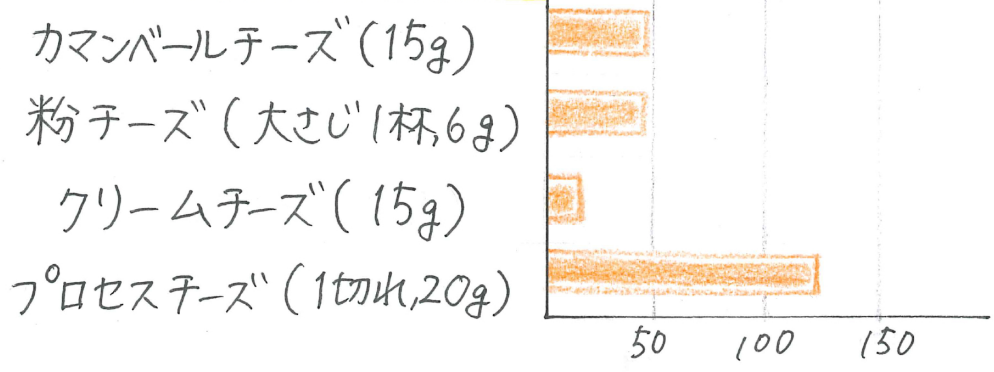 カマンベールチーズ(15g)
粉チーズ(大さじ1杯,6g)
クリームチーズ(15g)
プロセスチーズ(1切れ,20g)
50 100 150